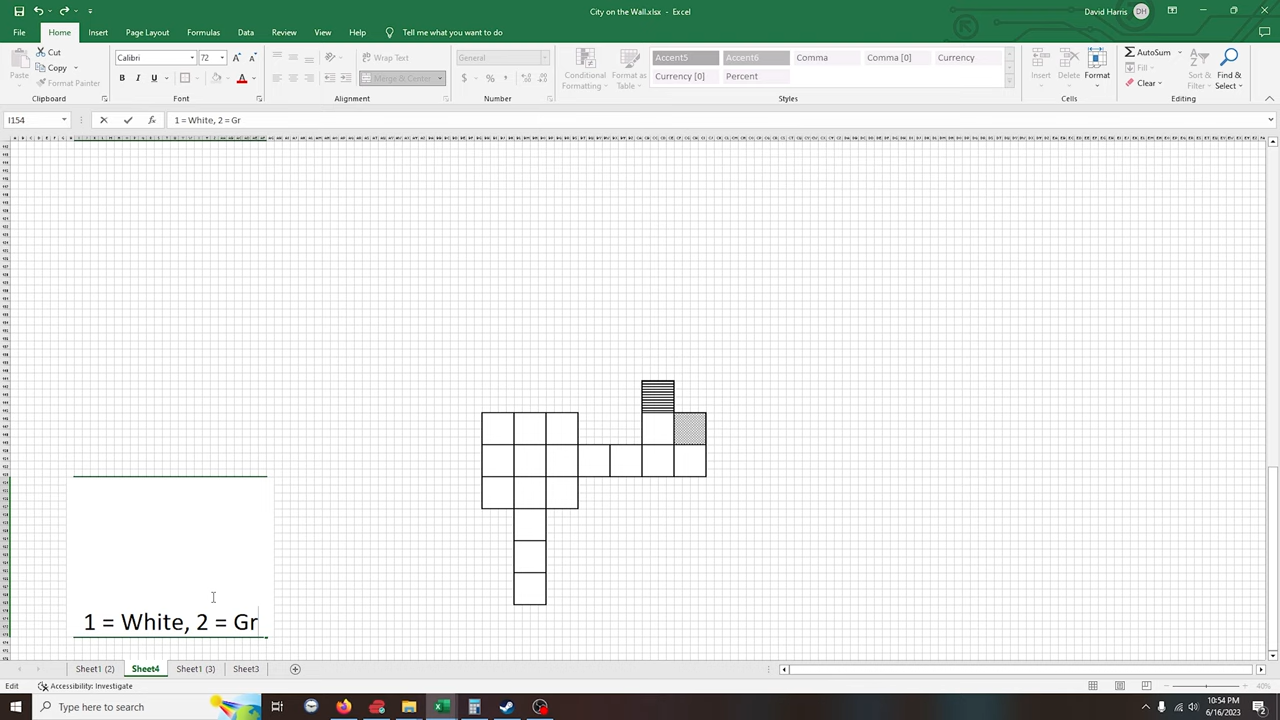 City on the Wall.xlsx - Excel
David Harris
DH
File
Home
Insert
Page Layout
Formulas
Data
Review
View
Help
Tell me what you want to do
Paste
Cut
Copy
Format Painter
Clipboard
Calibri
72
B I U
Font
Wrap Text
Merge & Center
Alignment
General
$ % ,
Number
Conditional Formatting
Format as Table
Accent5
Accent6
Comma
Comma [0]
Currency
Currency [0]
Percent
Styles
Insert
Delete
Format
Cells
AutoSum
Fill
Clear
Sort & Filter
Find & Select
Editing
I154
1 = White, 2 = Gr
1 = White, 2 = Gr
Sheet1 (2)
Sheet4
Sheet1 (3)
Sheet3
Edit
Accessibility: Investigate
40%
Type here to search
10:54 PM
6/16/2023
2